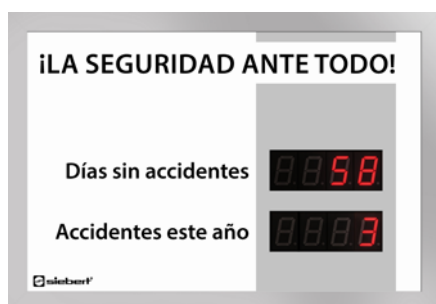 ¡LA SEGURIDAD ANTE TODO!
Días sin accidentes 58
Accidentes este año 3
siebert